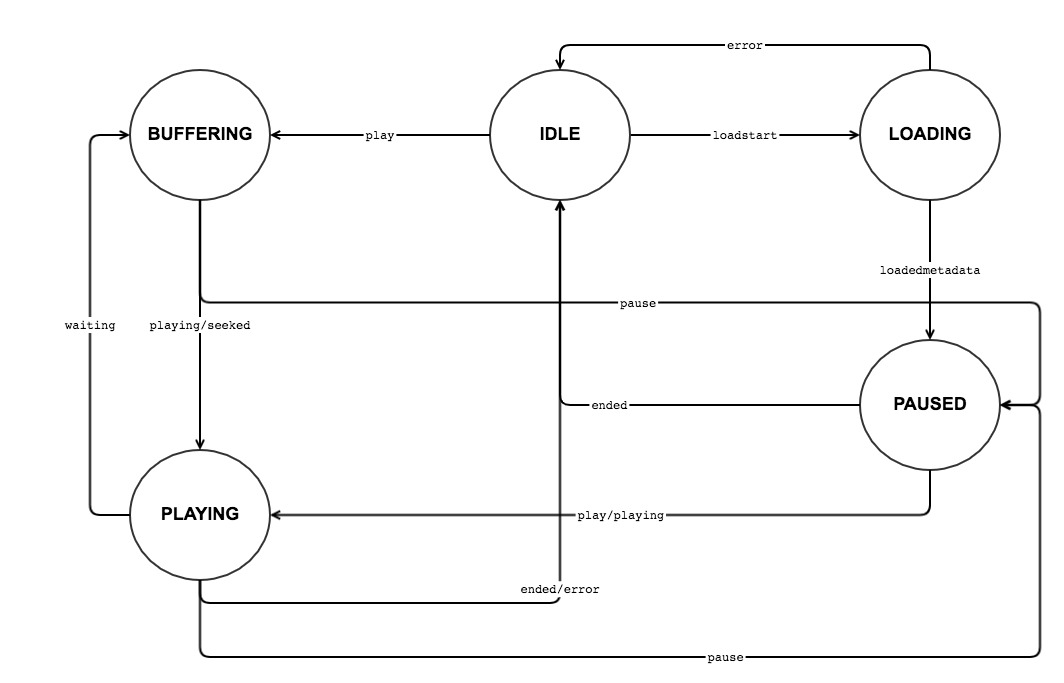 error
BUFFERING
play
IDLE
loadstart
LOADING
loadedmetadata
pause
waiting
playing/seeked
ended
PAUSED
PLAYING
play/playing
ended/error
pause